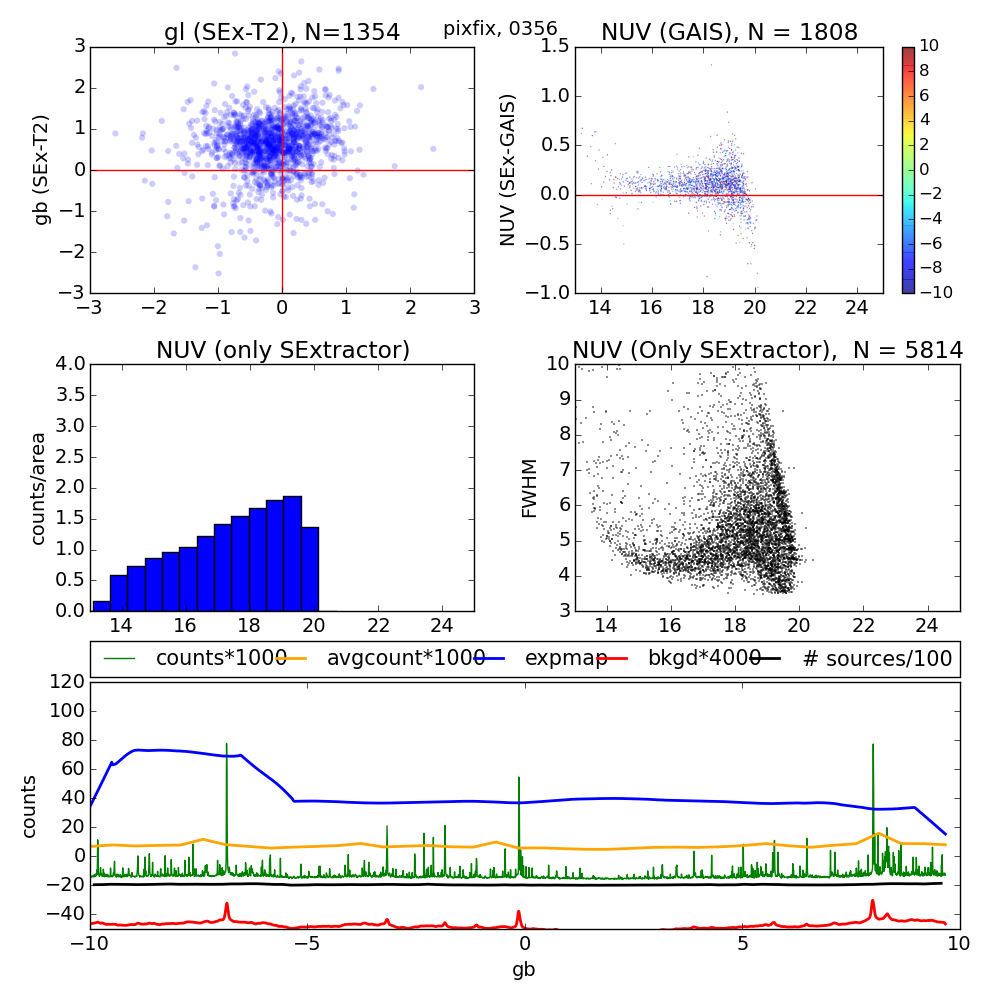 pixfix, 0356
gl (SEx-T2), N=1354
gb (SEx-T2)
3
2
1
0
−1
−2
−3
−3 −2 −1 0 1 2 3
NUV (GAIS), N = 1808
NUV (SEx-GAIS)
1.5
1.0
0.5
0.0
−0.5
−1.0
14 16 18 20 22 24
10
8
6
4
2
0
−2
−4
−6
−8
−10
NUV (only SExtractor)
counts/area
4.0
3.5
3.0
2.5
2.0
1.5
1.0
0.5
0.0
14 16 18 20 22 24
NUV (Only SExtractor),  N = 5814
FWHM
10
9
8
7
6
5
4
3
14 16 18 20 22 24
counts*1000 avgcount*1000 expmap bkgd*4000 # sources/100
counts
120
100
80
60
40
20
0
−20
−40
−10 −5 0 5 10
gb